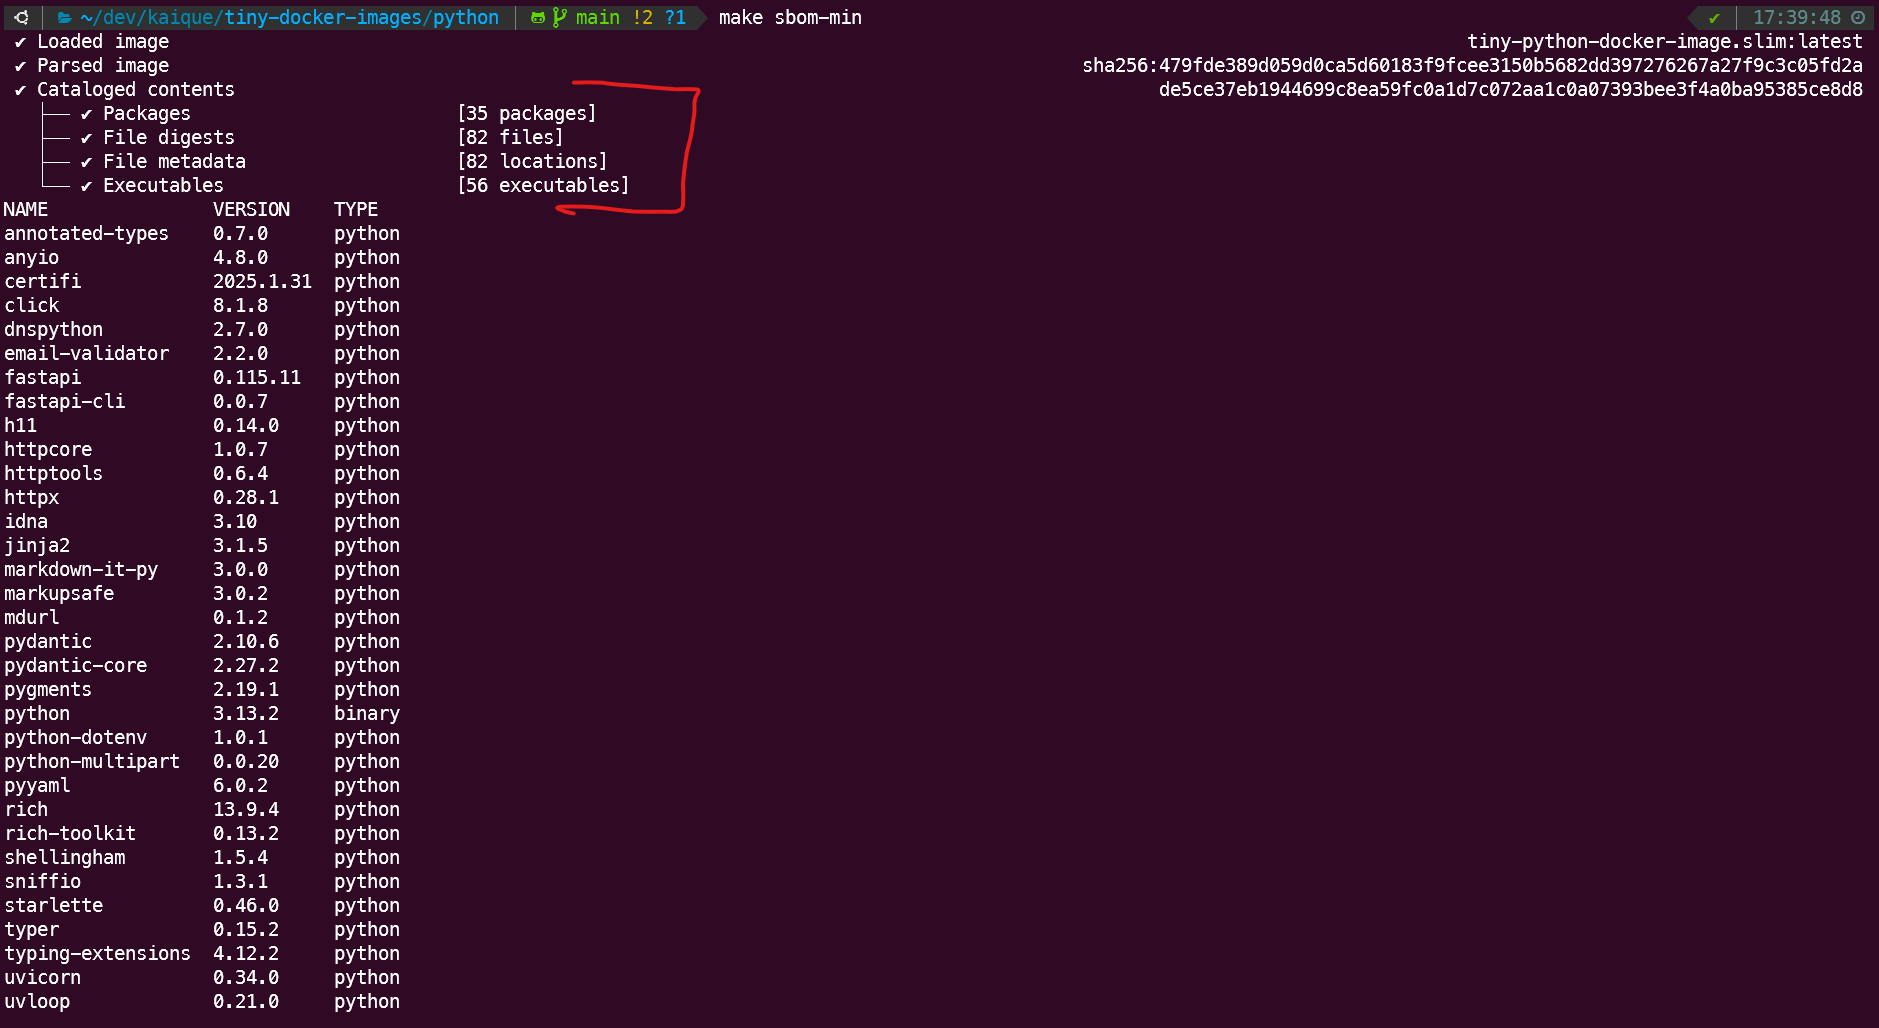 ~/dev/kaique/tiny-docker-images/python main !2 ?1 make sbom-min ✔ 17:39:48
✔ Loaded image tiny-python-docker-image.slim:latest
✔ Parsed image sha256:479fde389d059d0ca5d60183f9fcee3150b5682dd397276267a27f9c3c05fd2a
✔ Cataloged contents de5ce37eb1944699c8ea59fc0a1d7c072aa1c0a07393bee3f4a0ba95385ce8d8
├── ✔ Packages [35 packages]
├── ✔ File digests [82 files]
├── ✔ File metadata [82 locations]
└── ✔ Executables [56 executables]
NAME VERSION TYPE
annotated-types 0.7.0 python
anyio 4.8.0 python
certifi 2025.1.31 python
click 8.1.8 python
dnspython 2.7.0 python
email-validator 2.2.0 python
fastapi 0.115.11 python
fastapi-cli 0.0.7 python
h11 0.14.0 python
httpcore 1.0.7 python
httptools 0.6.4 python
httpx 0.28.1 python
idna 3.10 python
jinja2 3.1.5 python
markdown-it-py 3.0.0 python
markupsafe 3.0.2 python
mdurl 0.1.2 python
pydantic 2.10.6 python
pydantic-core 2.27.2 python
pygments 2.19.1 python
python 3.13.2 binary
python-dotenv 1.0.1 python
python-multipart 0.0.20 python
pyyaml 6.0.2 python
rich 13.9.4 python
rich-toolkit 0.13.2 python
shellingham 1.5.4 python
sniffio 1.3.1 python
starlette 0.46.0 python
typer 0.15.2 python
typing-extensions 4.12.2 python
uvicorn 0.34.0 python
uvloop 0.21.0 python